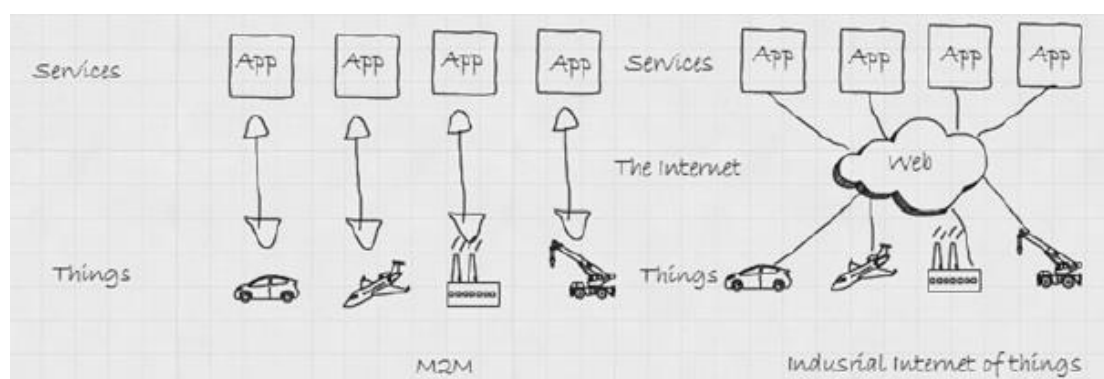 Services
App
App
App
App
Things
M2M
Services
App
App
App
App
The Internet
Web
Things
Indusrial Internet of things